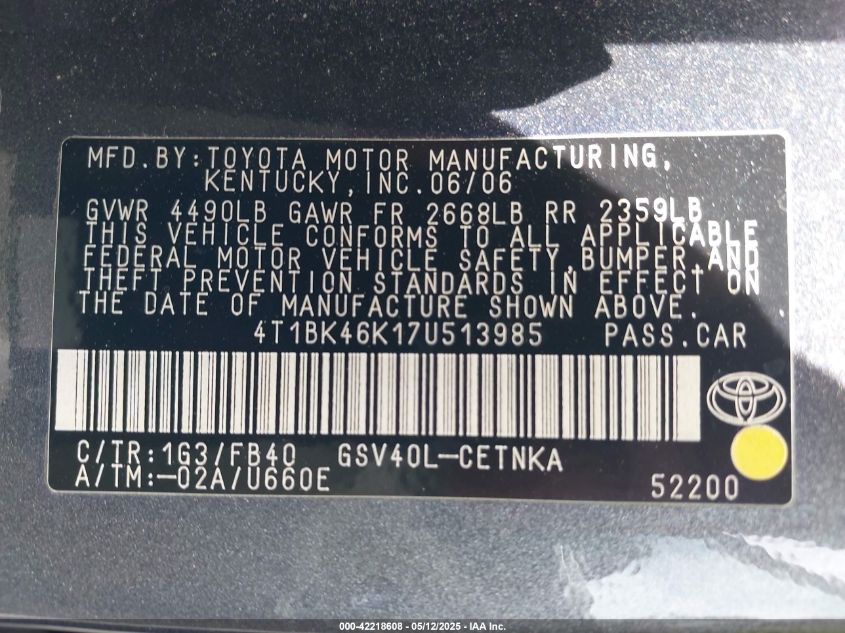 MFD.BY:TOYOTA MOTOR MANUFACTURING,
KENTUCKY,INC.06/06
GVWR 4490LB GAWR FR 2668LB RR 2359LB
THIS VEHICLE CONFORMS TO ALL APPLICABLE
FEDERAL MOTOR VEHICLE SAFETY,BUMPER,AND
THEFT PREVENTION STANDARDS IN EFFECT ON
THE DATE OF MANUFACTURE SHOWN ABOVE.
4T1BK46K17U513985 PASS.CAR
C/TR:1G3/FB40 GSV40L-CETNKA
A/TM:-02A/U660E 52200
000-42218608 - 05/12/2025 - IAA Inc.